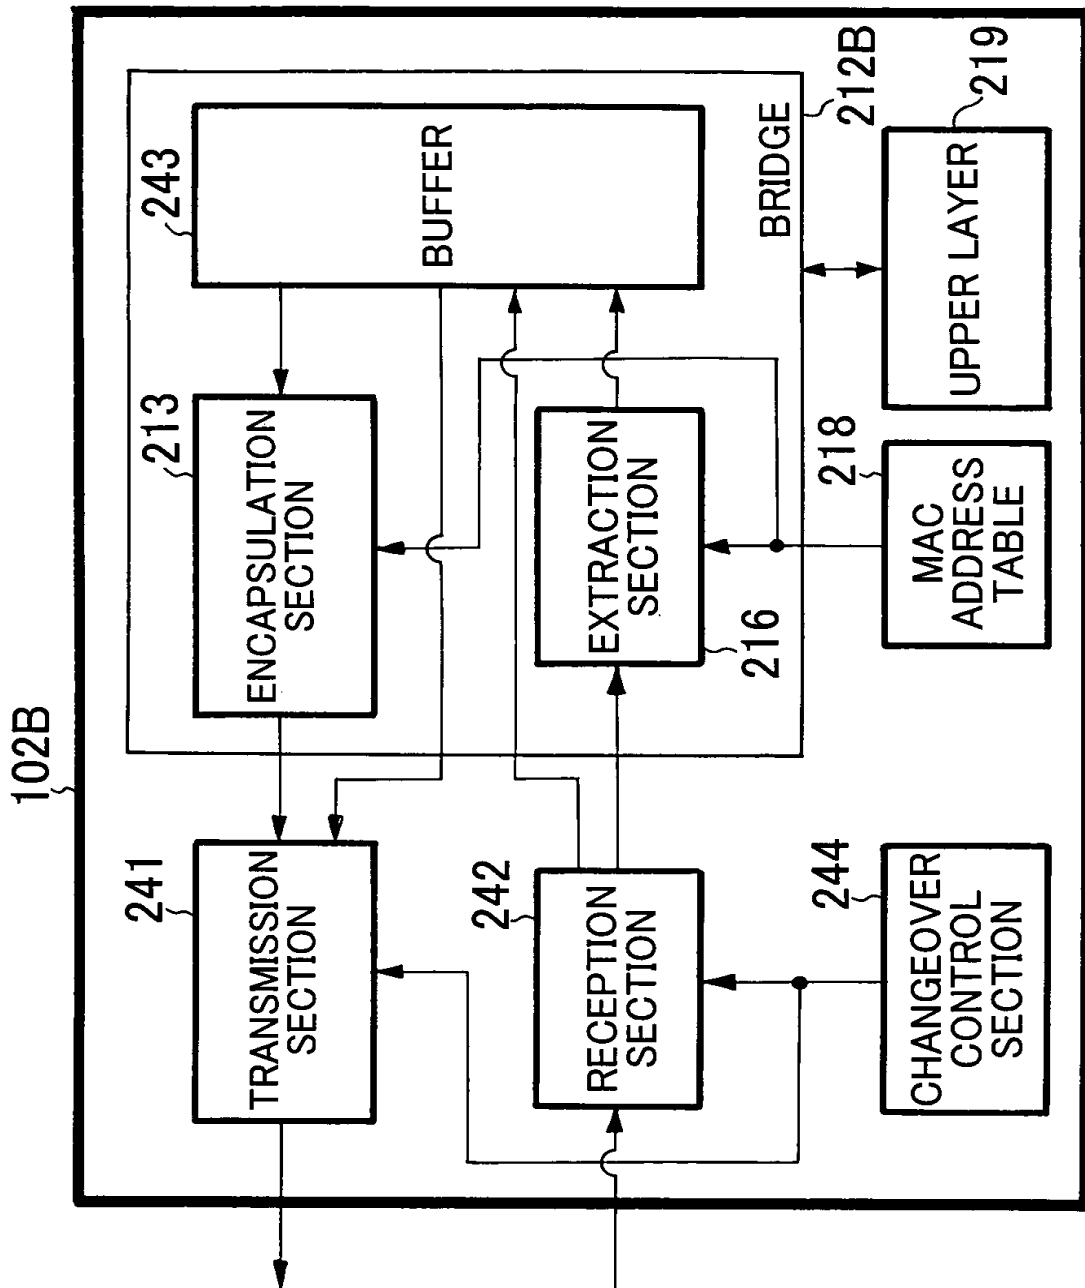 102B
241
TRANSMISSION
SECTION
213
ENCAPSULATION
SECTION
243
BUFFER
242
RECEPTION
SECTION
EXTRACTION
SECTION
216
BRIDGE
212B
244
CHANGEOVER
CONTROL
SECTION
218
MAC
ADDRESS
TABLE
219
UPPER LAYER